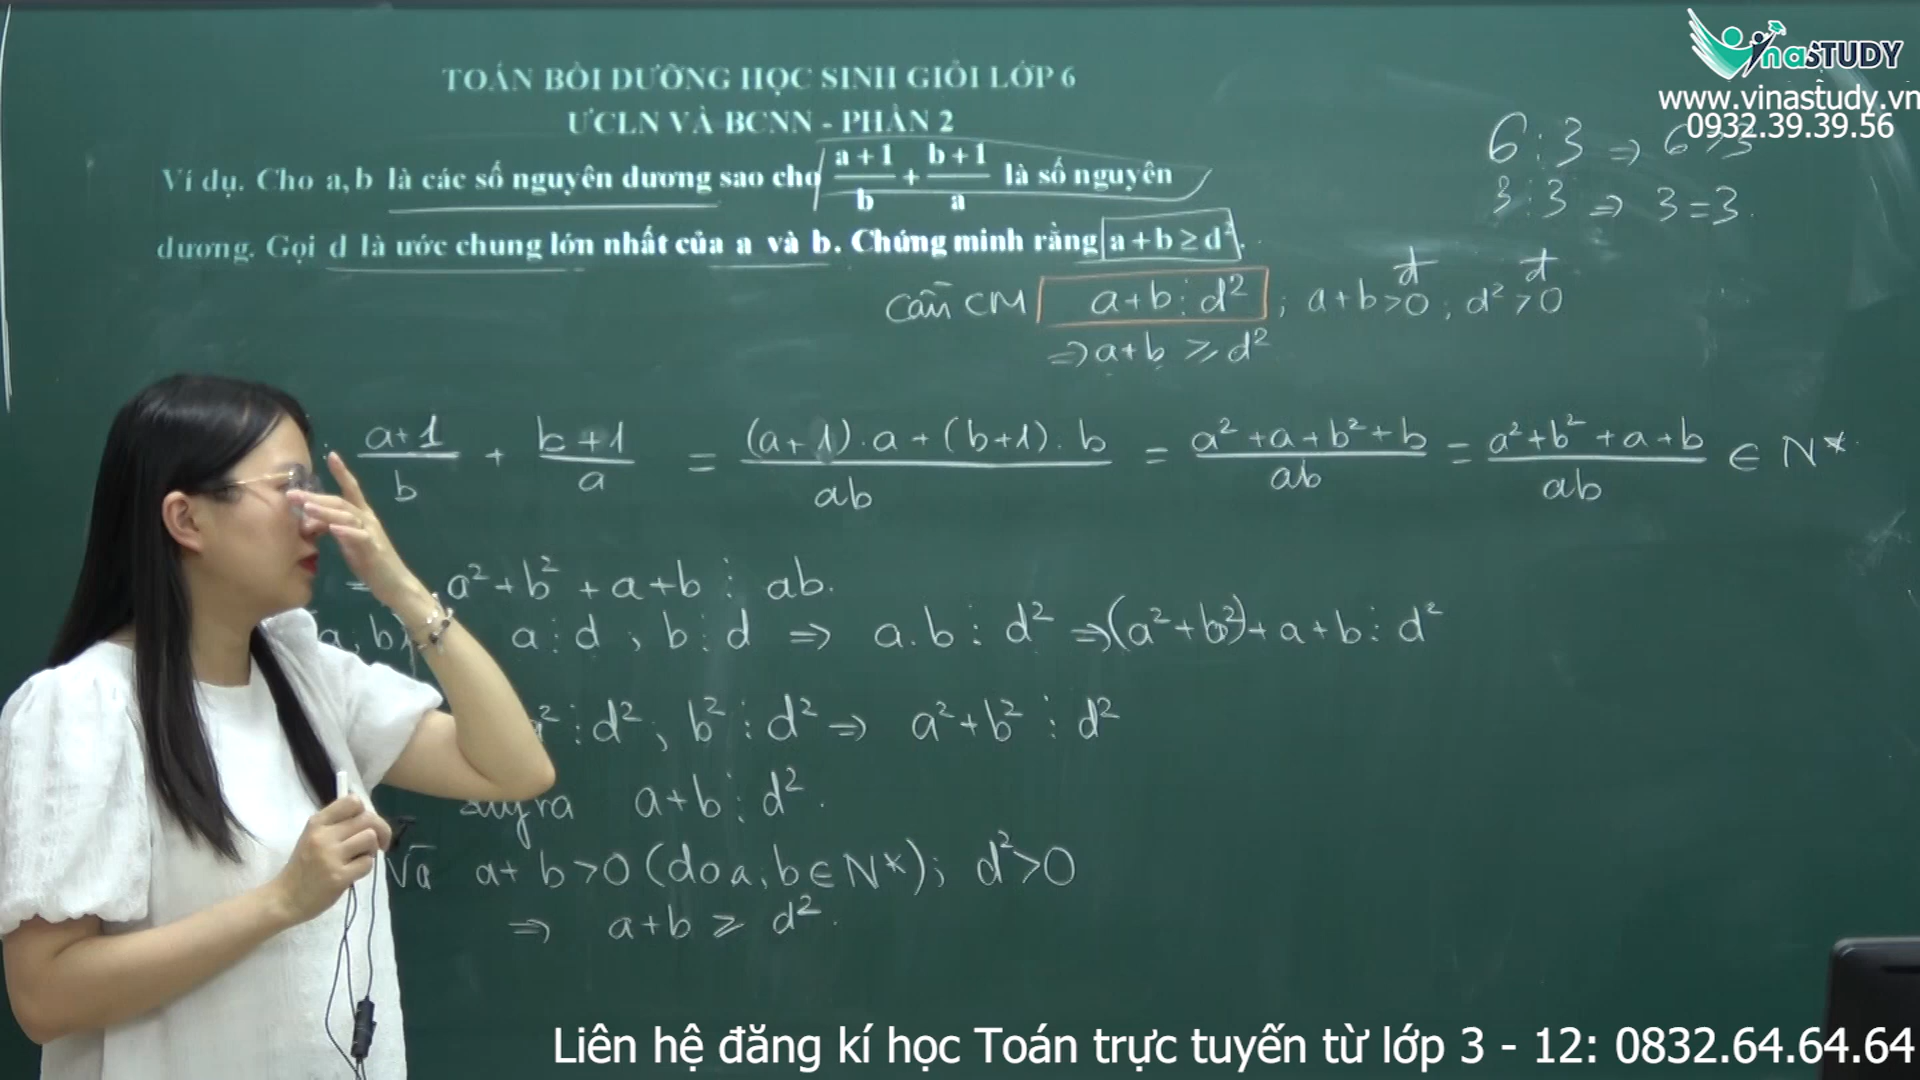 VinaSTUDY
www.vinastudy.vn
0932.39.39.56
TOÁN BỒI DƯỠNG HỌC SINH GIỎI LỚP 6
ƯCLN VÀ BCNN - PHẦN 2
Ví dụ. Cho a, b là các số nguyên dương sao cho (a+1)/b + (b+1)/a là số nguyên
dương. Gọi d là ước chung lớn nhất của a và b. Chứng minh rằng a + b ≥ d².
6 ⋮ 3 ⇒ 6 > 3
3 ⋮ 3 ⇒ 3 = 3.
Cần CM a+b ⋮ d² ; a+b > 0 ; d² > 0
⇒ a+b ≥ d²
(a+1)/b + (b+1)/a = ((a+1).a + (b+1).b)/ab = (a² + a + b² + b)/ab = (a² + b² + a + b)/ab ∈ N*
a² + b² + a + b ⋮ ab.
a, b) a ⋮ d , b ⋮ d ⇒ a.b ⋮ d² ⇒ (a² + b²) + a + b ⋮ d²
² ⋮ d² ; b² ⋮ d² ⇒ a² + b² ⋮ d²
Suy ra a+b ⋮ d².
Và a+b > 0 (do a, b ∈ N*) ; d² > 0
⇒ a+b ≥ d².
Liên hệ đăng kí học Toán trực tuyến từ lớp 3 - 12: 0832.64.64.64